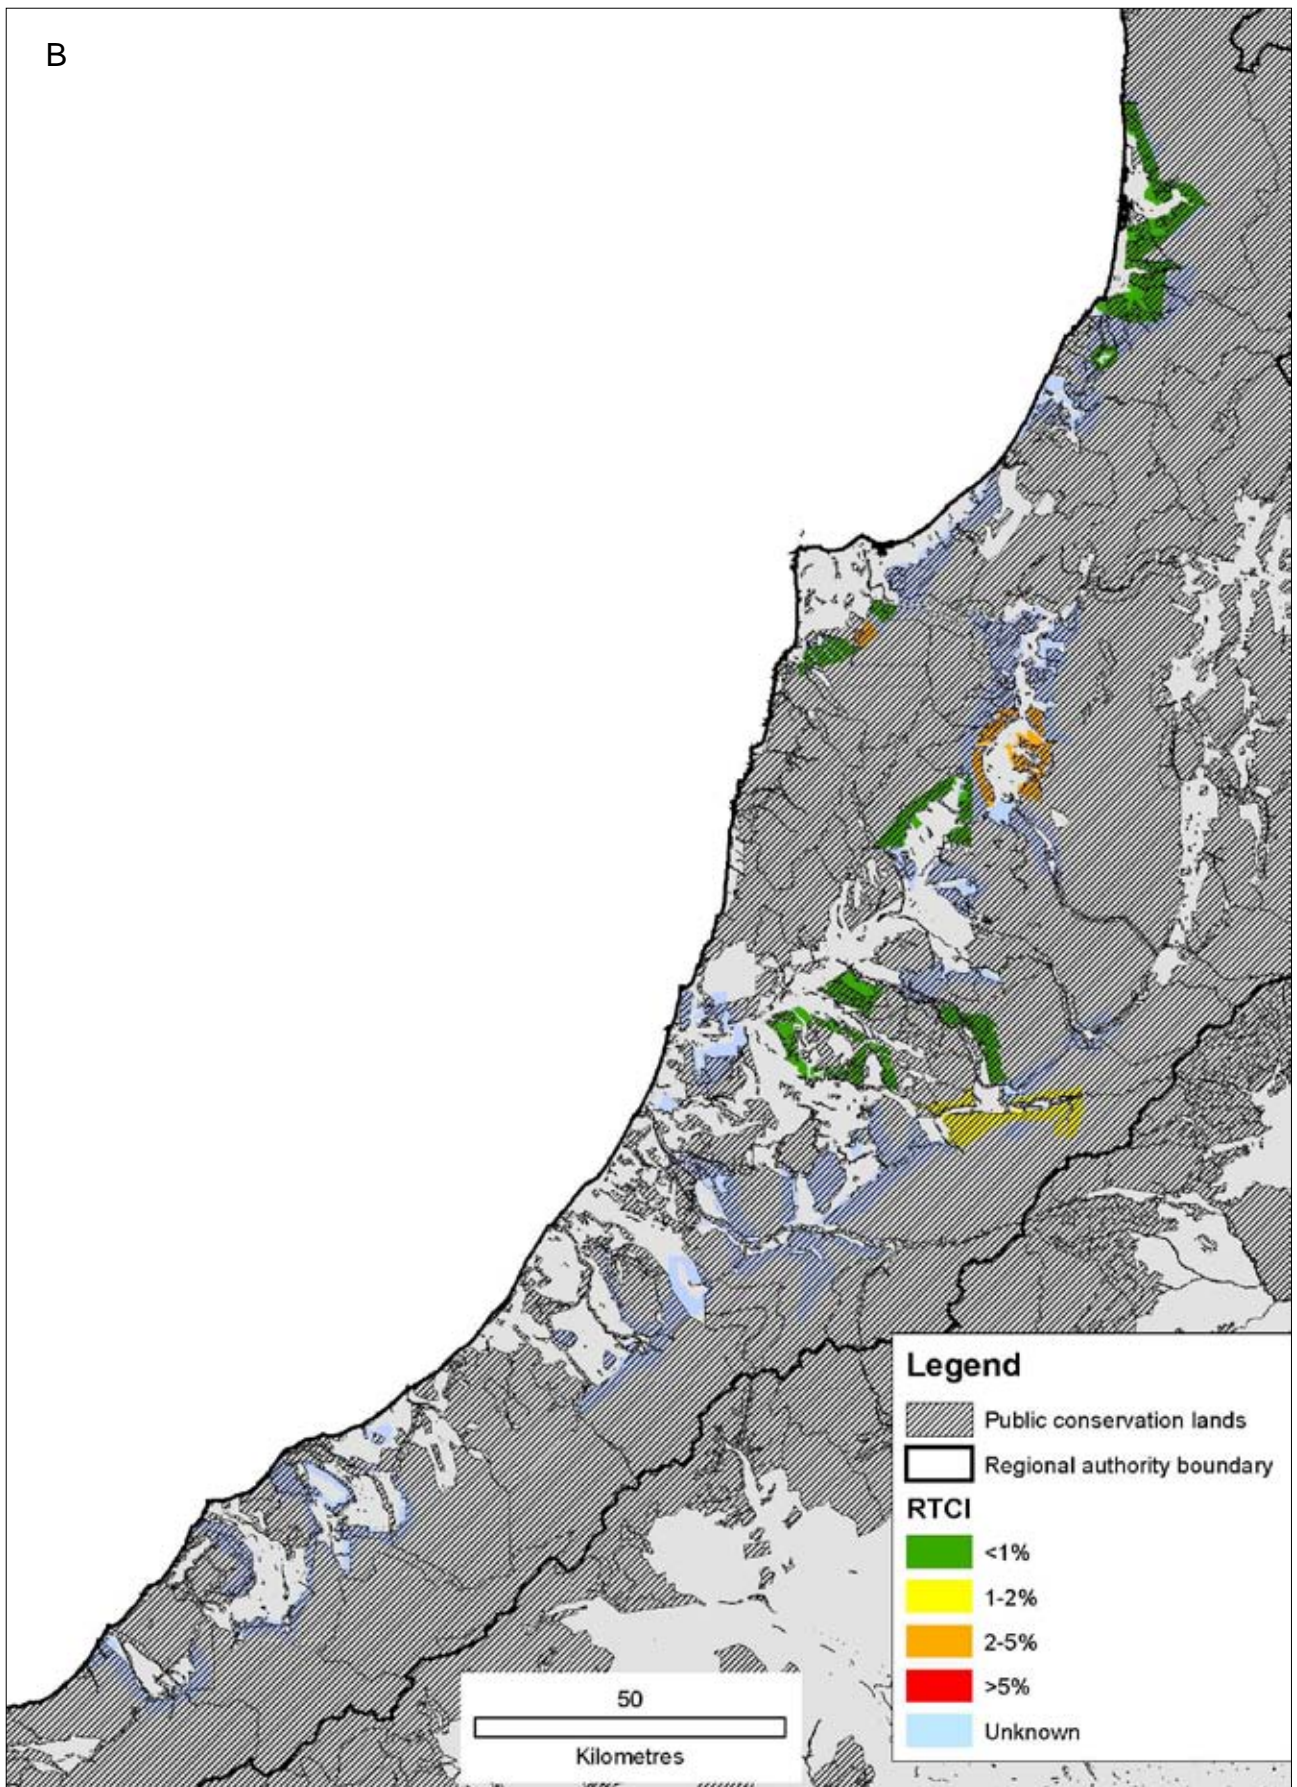 B
Legend
Public conservation lands
Regional authority boundary
RTCI
<1%
1-2%
2-5%
>5%
Unknown
50
Kilometres